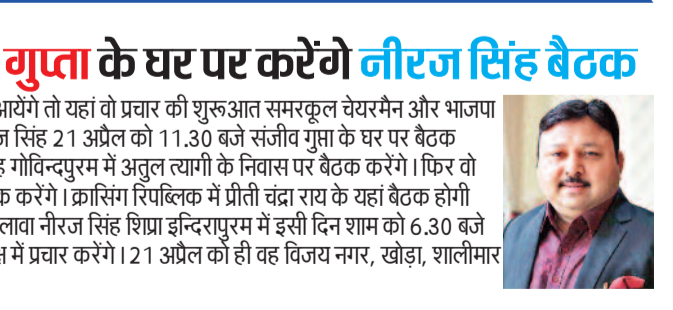 गुप्ता के घर पर करेंगे नीरज सिंह बैठक
आयेंगे तो यहां वो प्रचार की शुरूआत समरकूल चेयरमैन और भाजपा
ज सिंह 21 अप्रैल को 11.30 बजे संजीव गुप्ता के घर पर बैठक
गोविन्दपुरम में अतुल त्यागी के निवास पर बैठक करेंगे। फिर वो
क करेंगे। क्रासिंग रिपब्लिक में प्रीती चंद्रा राय के यहां बैठक होगी
लावा नीरज सिंह शिप्रा इन्दिरापुरम में इसी दिन शाम को 6.30 बजे
में प्रचार करेंगे। 21 अप्रैल को ही वह विजय नगर, खोड़ा, शालीमार